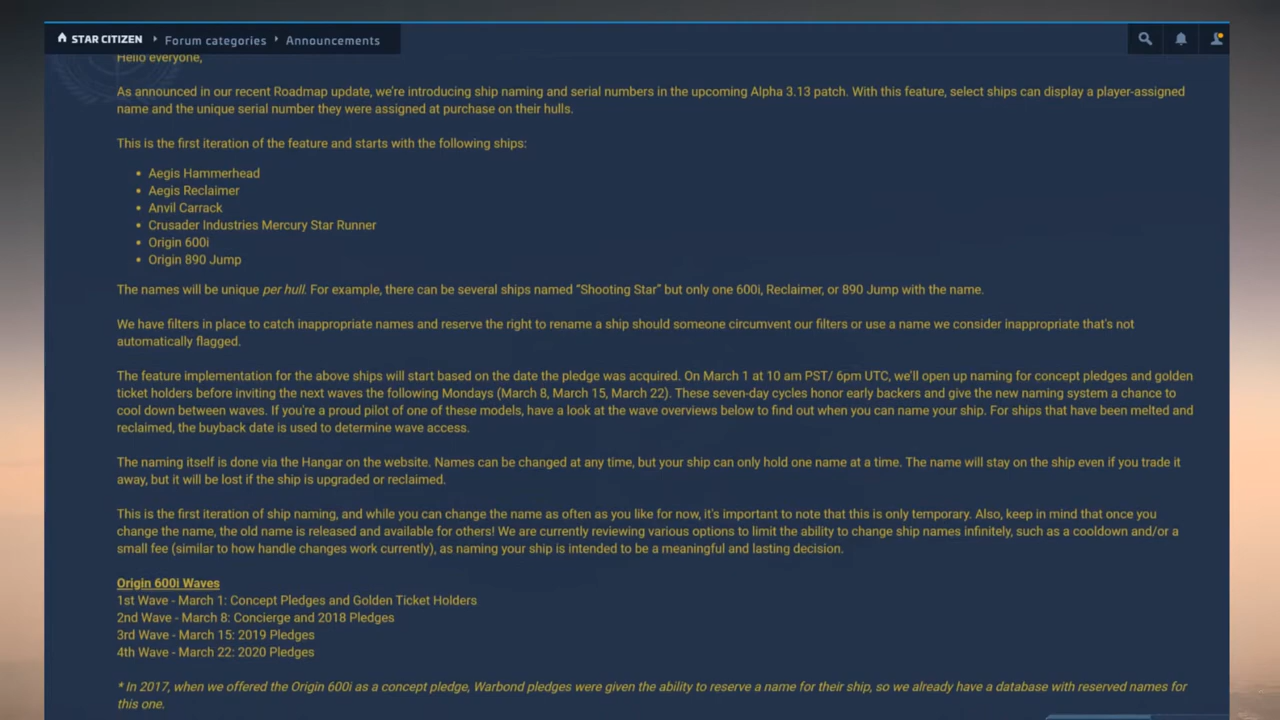 STAR CITIZEN Forum categories Announcements
Hello everyone,
As announced in our recent Roadmap update, we're introducing ship naming and serial numbers in the upcoming Alpha 3.13 patch. With this feature, select ships can display a player-assigned
name and the unique serial number they were assigned at purchase on their hulls.
This is the first iteration of the feature and starts with the following ships:
• Aegis Hammerhead
• Aegis Reclaimer
• Anvil Carrack
• Crusader Industries Mercury Star Runner
• Origin 600i
• Origin 890 Jump
The names will be unique per hull. For example, there can be several ships named "Shooting Star" but only one 600i, Reclaimer, or 890 Jump with the name.
We have filters in place to catch inappropriate names and reserve the right to rename a ship should someone circumvent our filters or use a name we consider inappropriate that's not
automatically flagged.
The feature implementation for the above ships will start based on the date the pledge was acquired. On March 1 at 10 am PST/ 6pm UTC, we'll open up naming for concept pledges and golden
ticket holders before inviting the next waves the following Mondays (March 8, March 15, March 22). These seven-day cycles honor early backers and give the new naming system a chance to
cool down between waves. If you're a proud pilot of one of these models, have a look at the wave overviews below to find out when you can name your ship. For ships that have been melted and
reclaimed, the buyback date is used to determine wave access.
The naming itself is done via the Hangar on the website. Names can be changed at any time, but your ship can only hold one name at a time. The name will stay on the ship even if you trade it
away, but it will be lost if the ship is upgraded or reclaimed.
This is the first iteration of ship naming, and while you can change the name as often as you like for now, it's important to note that this is only temporary. Also, keep in mind that once you
change the name, the old name is released and available for others! We are currently reviewing various options to limit the ability to change ship names infinitely, such as a cooldown and/or a
small fee (similar to how handle changes work currently), as naming your ship is intended to be a meaningful and lasting decision.
Origin 600i Waves
1st Wave - March 1: Concept Pledges and Golden Ticket Holders
2nd Wave - March 8: Concierge and 2018 Pledges
3rd Wave - March 15: 2019 Pledges
4th Wave - March 22: 2020 Pledges
* In 2017, when we offered the Origin 600i as a concept pledge, Warbond pledges were given the ability to reserve a name for their ship, so we already have a database with reserved names for
this one.